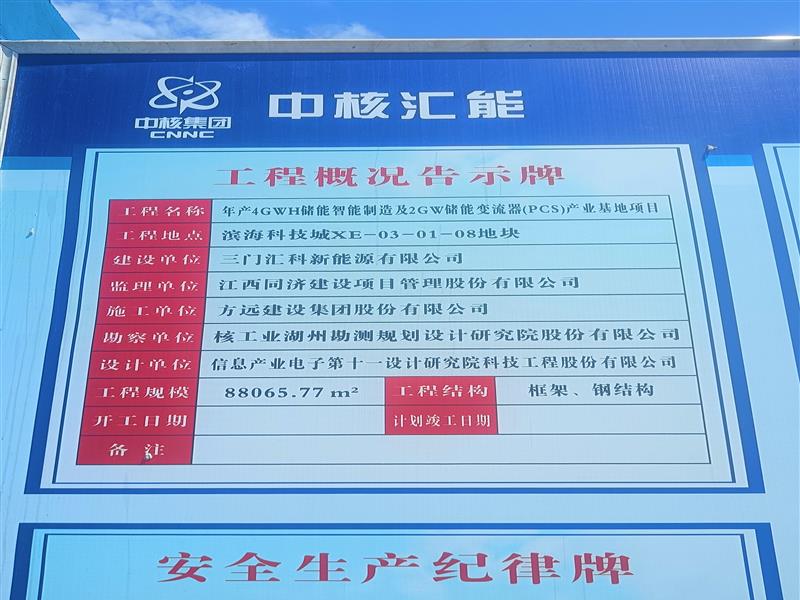 中核集团
CNNC
中核汇能
工程概况告示牌
工程名称 年产4GWH储能智能制造及2GW储能变流器(PCS)产业基地项目
工程地点 滨海科技城XE-03-01-08地块
建设单位 三门汇科新能源有限公司
监理单位 江西同济建设项目管理股份有限公司
施工单位 方远建设集团股份有限公司
勘察单位 核工业湖州勘测规划设计研究院股份有限公司
设计单位 信息产业电子第十一设计研究院科技工程股份有限公司
工程规模 88065.77 m² 工程结构 框架、钢结构
开工日期 计划竣工日期
备注
安全生产纪律牌